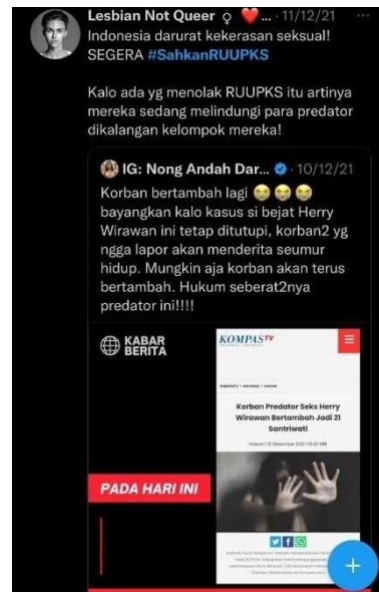 Lesbian Not Queer ♀ ❤️... · 11/12/21 ...
Indonesia darurat kekerasan seksual!
SEGERA #SahkanRUUPKS
Kalo ada yg menolak RUUPKS itu artinya
mereka sedang melindungi para predator
dikalangan kelompok mereka!
IG: Nong Andah Dar... · 10/12/21
Korban bertambah lagi 😭😭😭
bayangkan kalo kasus si bejat Herry
Wirawan ini tetap ditutupi, korban2 yg
ngga lapor akan menderita seumur
hidup. Mungkin aja korban akan terus
bertambah. Hukum seberat2nya
predator ini!!!!
KABAR
BERITA
KOMPAS TV
Korban Predator Seks Herry
Wirawan Bertambah Jadi 21
Santriwati
PADA HARI INI